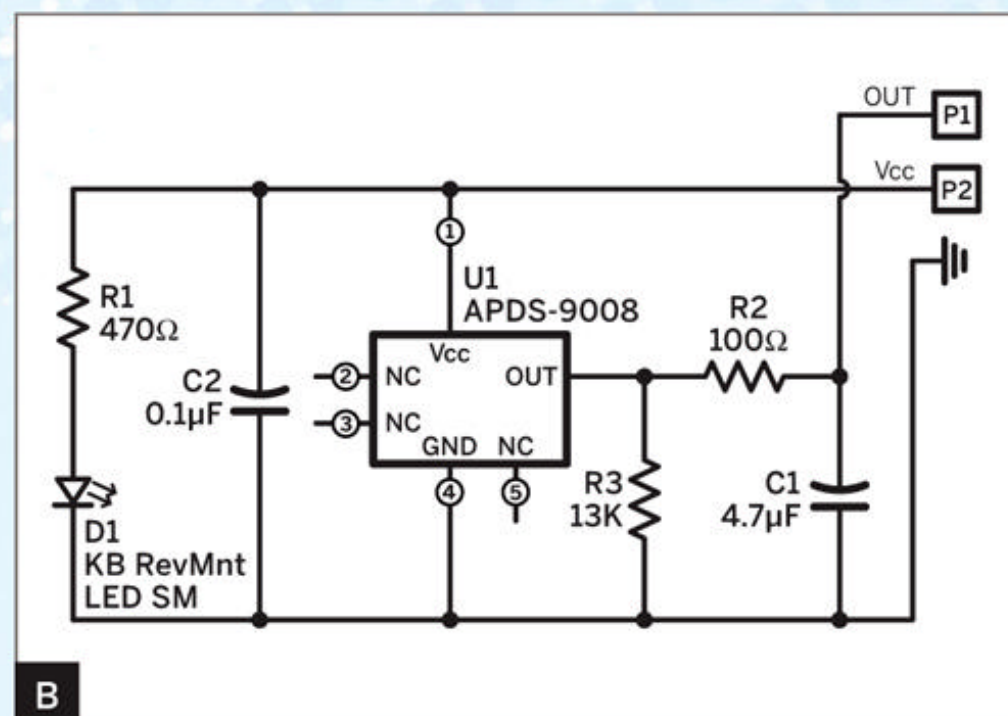 OUT
P1
Vcc
P2
1
U1
APDS-9008
R1
470Ω
R2
100Ω
Vcc
2
NC
OUT
C2
0.1µF
3
NC
GND NC
4
5
R3
13K
C1
4.7µF
D1
KB RevMnt
LED SM
B